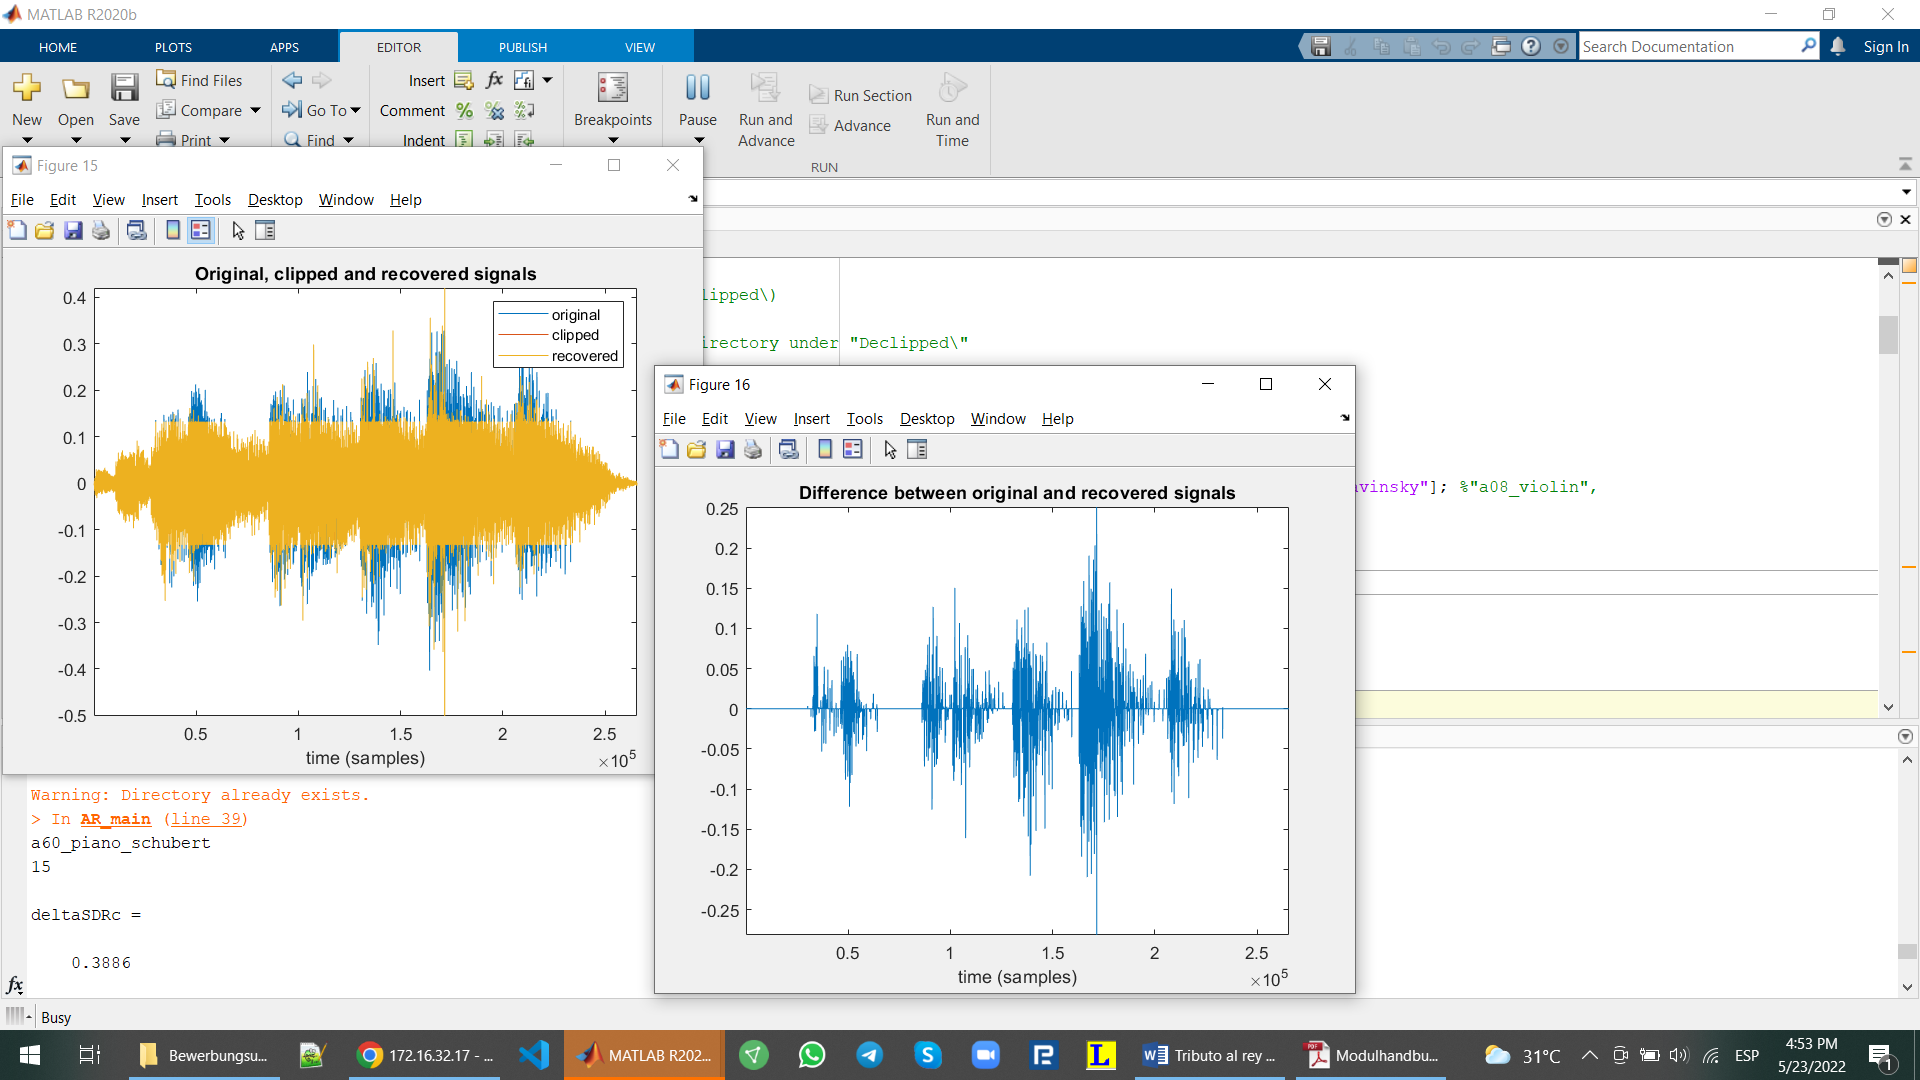 MATLAB R2020b
HOME PLOTS APPS EDITOR PUBLISH VIEW
Search Documentation
Sign In
New Open Save
Find Files
Compare
Print
Go To
Find
Insert
fx
Comment
Indent
Breakpoints
Pause
Run and Advance
Run Section
Advance
Run and Time
RUN
Figure 15
File Edit View Insert Tools Desktop Window Help
Original, clipped and recovered signals
original
clipped
recovered
0.4
0.3
0.2
0.1
0
-0.1
-0.2
-0.3
-0.4
-0.5
0.5 1 1.5 2 2.5
time (samples)
×10^5
lipped\)
irectory under "Declipped\"
avinsky"]; %"a08_violin",
Figure 16
File Edit View Insert Tools Desktop Window Help
Difference between original and recovered signals
0.25
0.2
0.15
0.1
0.05
0
-0.05
-0.1
-0.15
-0.2
-0.25
0.5 1 1.5 2 2.5
time (samples)
×10^5
Warning: Directory already exists.
> In AR_main (line 39)
a60_piano_schubert
15
deltaSDRc =
0.3886
fx
Busy
Bewerbungsu...
172.16.32.17 - ...
MATLAB R202...
Tributo al rey ...
Modulhandbu...
31°C
ESP
4:53 PM
5/23/2022
1